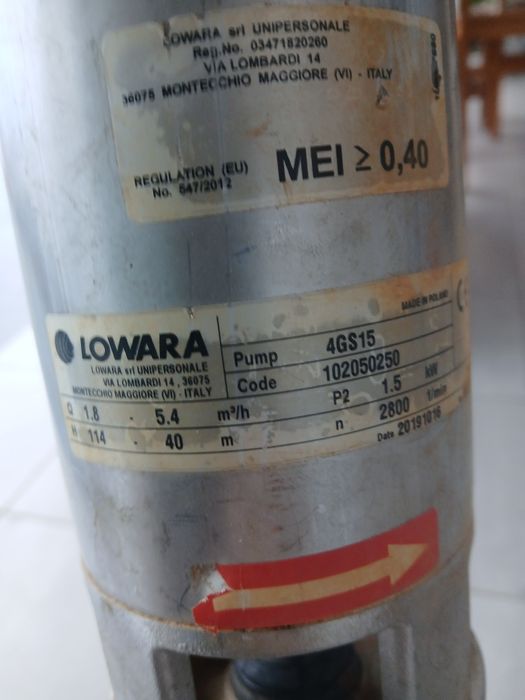 LOWARA srl UNIPERSONALE
Reg.No. 03471820260
VIA LOMBARDI 14
36075 MONTECCHIO MAGGIORE (VI) - ITALY
REGULATION (EU)
No. 547/2012
MEI ≥ 0,40
MADE IN POLAND
LOWARA
LOWARA srl UNIPERSONALE
VIA LOMBARDI 14 , 36075
MONTECCHIO MAGGIORE (VI) - ITALY
Pump 4GS15
Code 102050250
Q 1.8 - 5.4 m³/h P2 1.5 kW
H 114 - 40 m n 2800 1/min
Date 20191016